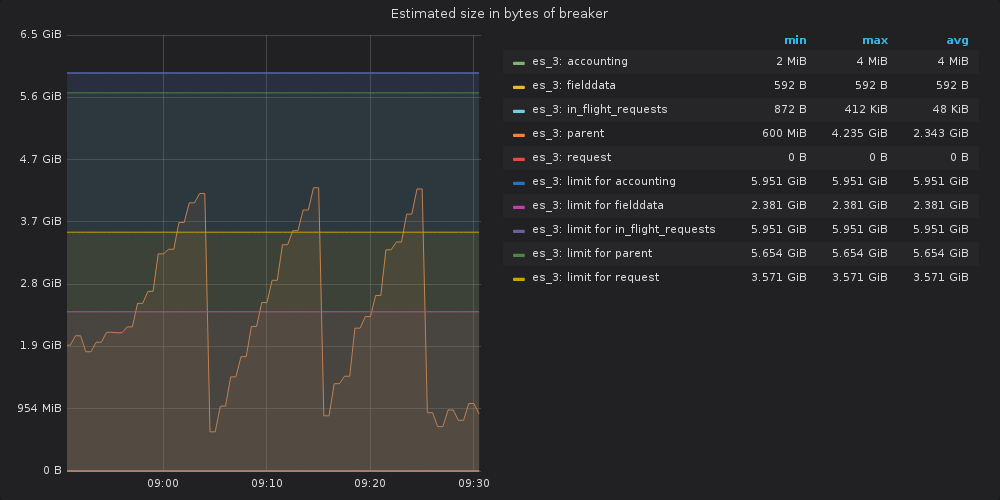 Estimated size in bytes of breaker
6.5 GiB
5.6 GiB
4.7 GiB
3.7 GiB
2.8 GiB
1.9 GiB
954 MiB
0 B
09:00 09:10 09:20 09:30
min max avg
es_3: accounting 2 MiB 4 MiB 4 MiB
es_3: fielddata 592 B 592 B 592 B
es_3: in_flight_requests 872 B 412 KiB 48 KiB
es_3: parent 600 MiB 4.235 GiB 2.343 GiB
es_3: request 0 B 0 B 0 B
es_3: limit for accounting 5.951 GiB 5.951 GiB 5.951 GiB
es_3: limit for fielddata 2.381 GiB 2.381 GiB 2.381 GiB
es_3: limit for in_flight_requests 5.951 GiB 5.951 GiB 5.951 GiB
es_3: limit for parent 5.654 GiB 5.654 GiB 5.654 GiB
es_3: limit for request 3.571 GiB 3.571 GiB 3.571 GiB